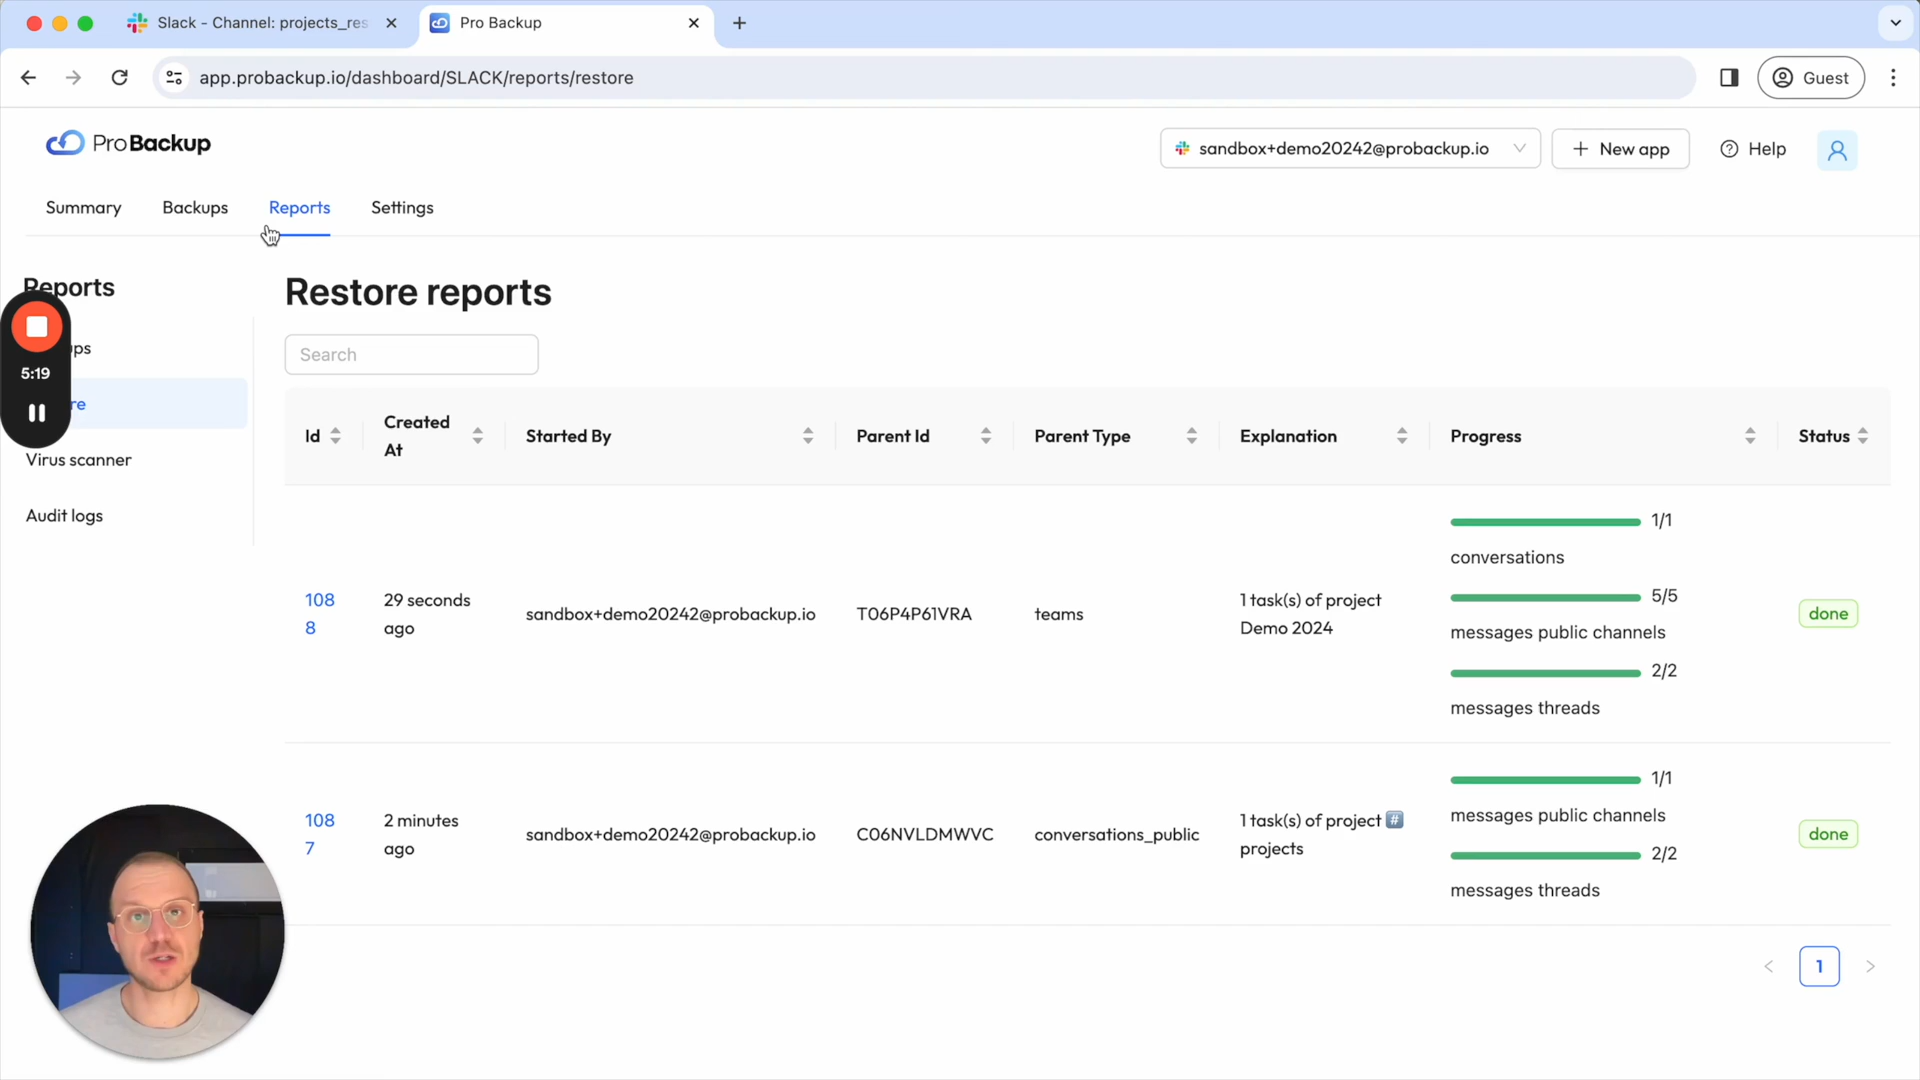 Slack - Channel: projects_res
Pro Backup
app.probackup.io/dashboard/SLACK/reports/restore
Guest
ProBackup
sandbox+demo20242@probackup.io
New app
Help
Summary
Backups
Reports
Settings
Reports
Restore reports
ups
5:19
re
Virus scanner
Audit logs
Search
Id
Created
At
Started By
Parent Id
Parent Type
Explanation
Progress
Status
108
8
29 seconds
ago
sandbox+demo20242@probackup.io
T06P4P61VRA
teams
1 task(s) of project
Demo 2024
1/1
conversations
5/5
messages public channels
2/2
messages threads
done
108
7
2 minutes
ago
sandbox+demo20242@probackup.io
C06NVLDMWVC
conversations_public
1 task(s) of project #️⃣
projects
1/1
messages public channels
2/2
messages threads
done
< 1 >